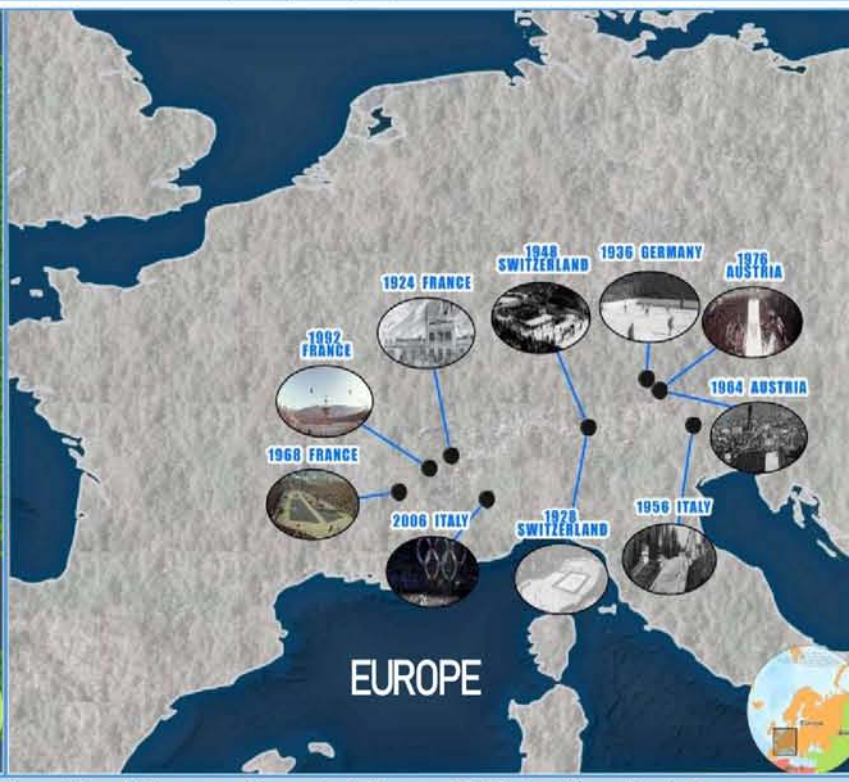 1948
SWITZERLAND
1936 GERMANY
1976
AUSTRIA
1924 FRANCE
1992
FRANCE
1964 AUSTRIA
1968 FRANCE
2006 ITALY
1928
SWITZERLAND
1956 ITALY
EUROPE
Europe